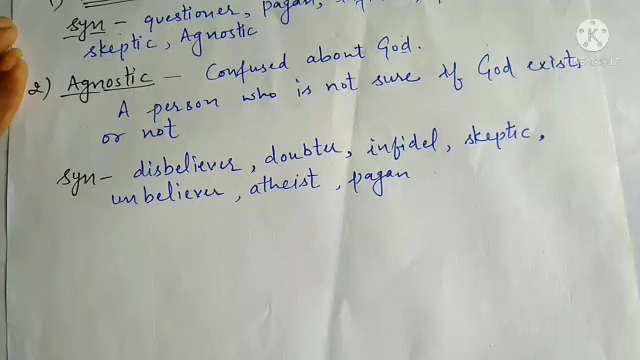 1)
Syn - questioner, pagan,
skeptic, Agnostic
2) Agnostic - Confused about God.
A person who is not sure if God exists
or not
Syn - disbeliever, doubter, infidel, skeptic,
unbeliever, atheist, pagan